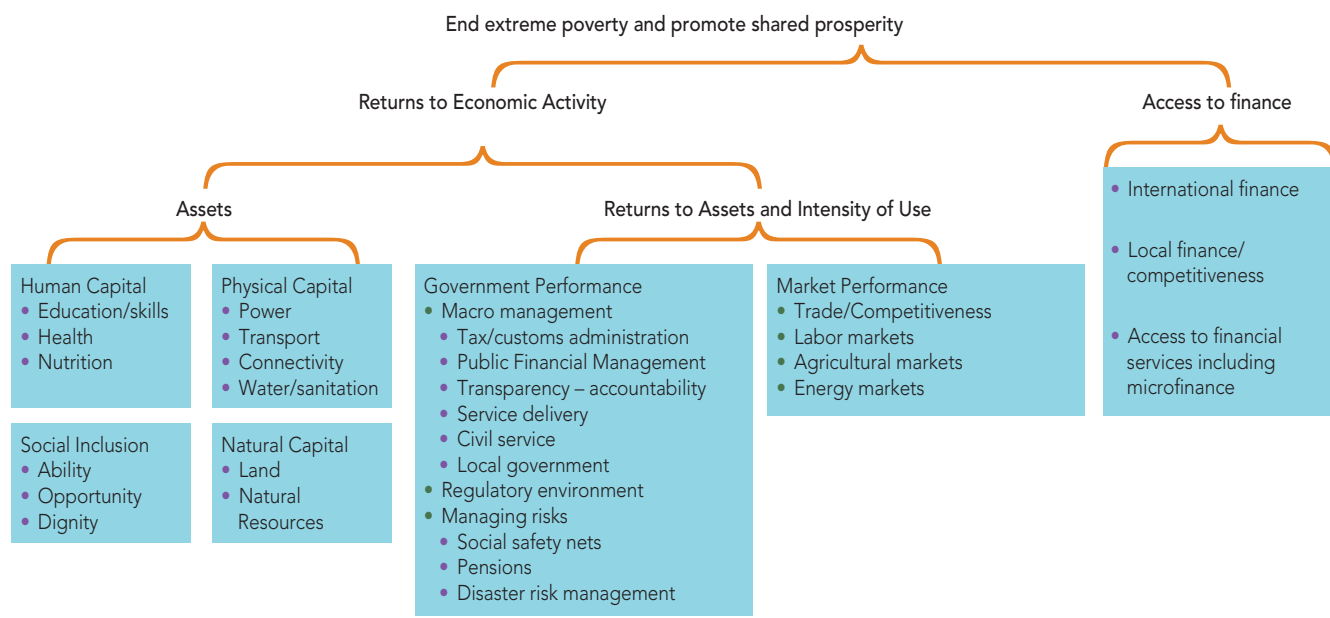 End extreme poverty and promote shared prosperity
Returns to Economic Activity
Access to finance
Assets
Returns to Assets and Intensity of Use
Human Capital
• Education/skills
• Health
• Nutrition
Physical Capital
• Power
• Transport
• Connectivity
• Water/sanitation
Social Inclusion
• Ability
• Opportunity
• Dignity
Natural Capital
• Land
• Natural
Resources
Government Performance
• Macro management
• Tax/customs administration
• Public Financial Management
• Transparency – accountability
• Service delivery
• Civil service
• Local government
• Regulatory environment
• Managing risks
• Social safety nets
• Pensions
• Disaster risk management
Market Performance
• Trade/Competitiveness
• Labor markets
• Agricultural markets
• Energy markets
• International finance
• Local finance/
competitiveness
• Access to financial
services including
microfinance